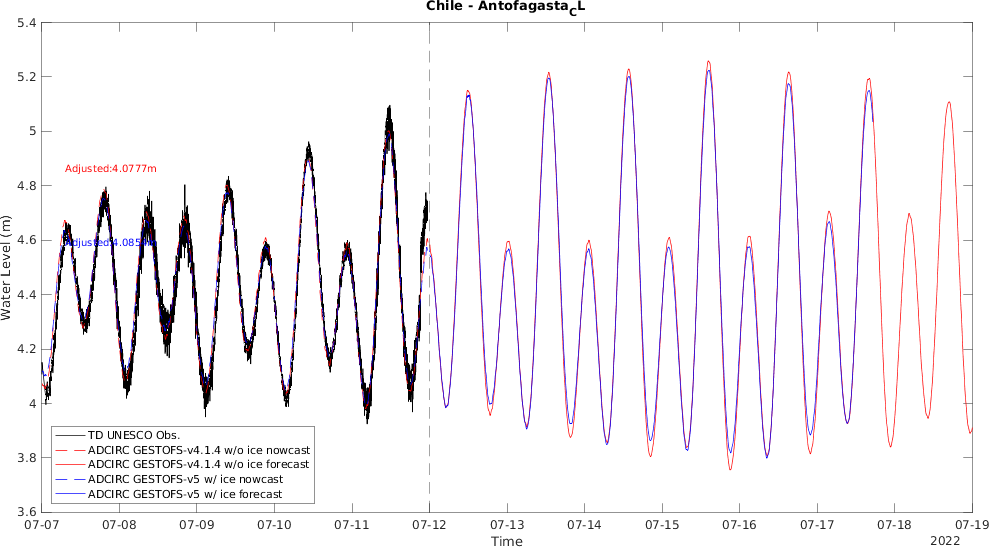 Chile - Antofagasta_CL
Water Level (m)
5.4
5.2
5
4.8
4.6
4.4
4.2
4
3.8
3.6
Adjusted:4.0777m
Adjusted:4.085
TD UNESCO Obs.
ADCIRC GESTOFS-v4.1.4 w/o ice nowcast
ADCIRC GESTOFS-v4.1.4 w/o ice forecast
ADCIRC GESTOFS-v5 w/ ice nowcast
ADCIRC GESTOFS-v5 w/ ice forecast
07-07 07-08 07-09 07-10 07-11 07-12 07-13 07-14 07-15 07-16 07-17 07-18 07-19
Time
2022